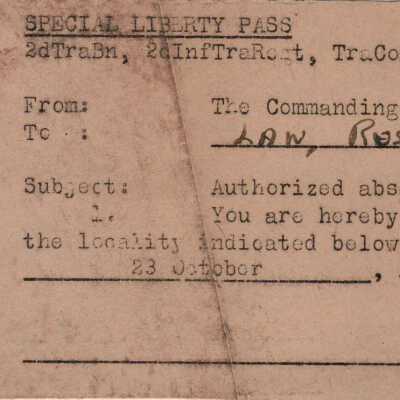 SPECIAL LIBERTY PASS
2dTraBn, 2dInfTraRegt, TraCo
From: The Commanding
To : LAW, Ros
Subject: Authorized abs
1. You are hereby
the locality indicated below
23 October ,